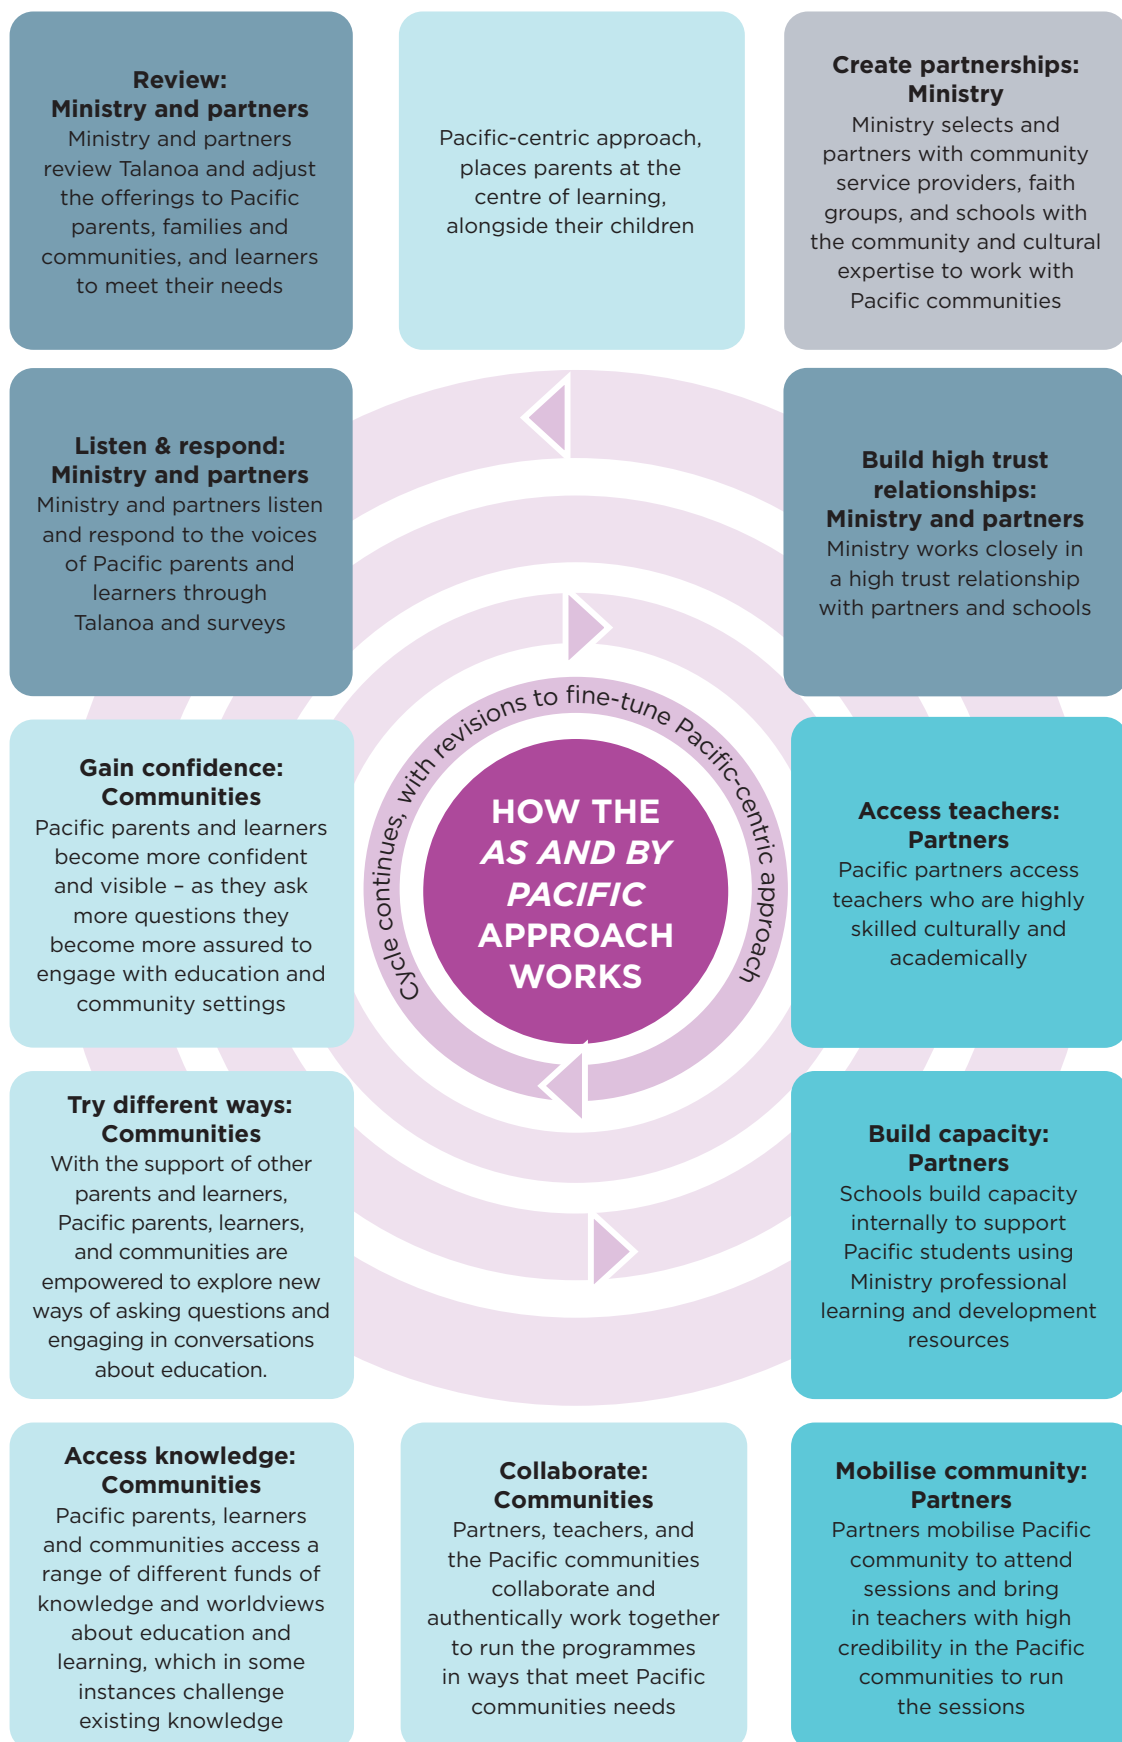 Review:
Ministry and partners
Ministry and partners
review Talanoa and adjust
the offerings to Pacific
parents, families and
communities, and learners
to meet their needs
Pacific-centric approach,
places parents at the
centre of learning,
alongside their children
Create partnerships:
Ministry
Ministry selects and
partners with community
service providers, faith
groups, and schools with
the community and cultural
expertise to work with
Pacific communities
Listen & respond:
Ministry and partners
Ministry and partners listen
and respond to the voices
of Pacific parents and
learners through
Talanoa and surveys
Build high trust
relationships:
Ministry and partners
Ministry works closely in
a high trust relationship
with partners and schools
Gain confidence:
Communities
Pacific parents and learners
become more confident
and visible – as they ask
more questions they
become more assured to
engage with education and
community settings
Cycle continues, with revisions to fine-tune Pacific-centric approach
HOW THE
AS AND BY
PACIFIC
APPROACH
WORKS
Access teachers:
Partners
Pacific partners access
teachers who are highly
skilled culturally and
academically
Try different ways:
Communities
With the support of other
parents and learners,
Pacific parents, learners,
and communities are
empowered to explore new
ways of asking questions and
engaging in conversations
about education.
Build capacity:
Partners
Schools build capacity
internally to support
Pacific students using
Ministry professional
learning and development
resources
Access knowledge:
Communities
Pacific parents, learners
and communities access a
range of different funds of
knowledge and worldviews
about education and
learning, which in some
instances challenge
existing knowledge
Collaborate:
Communities
Partners, teachers, and
the Pacific communities
collaborate and
authentically work together
to run the programmes
in ways that meet Pacific
communities needs
Mobilise community:
Partners
Partners mobilise Pacific
community to attend
sessions and bring
in teachers with high
credibility in the Pacific
communities to run
the sessions